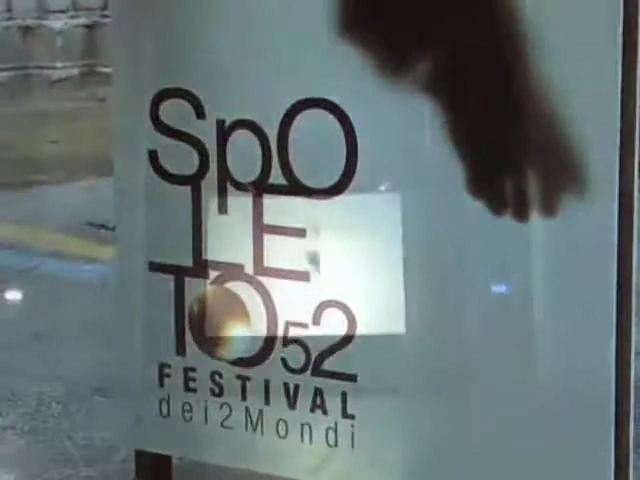 SpO
LE
TO52
FESTIVAL
dei2Mondi